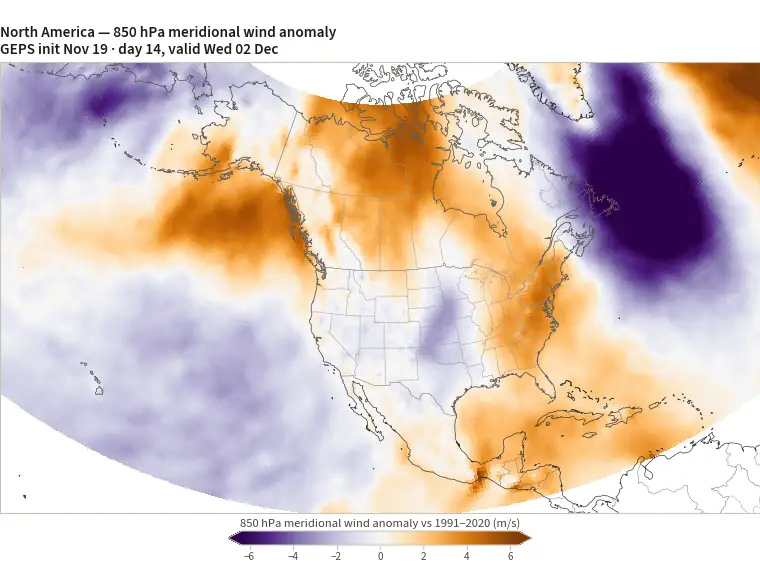 North America — 850 hPa meridional wind anomaly
GEPS init Nov 19 · day 14, valid Wed 02 Dec
850 hPa meridional wind anomaly vs 1991–2020 (m/s)
−6 −4 −2 0 2 4 6